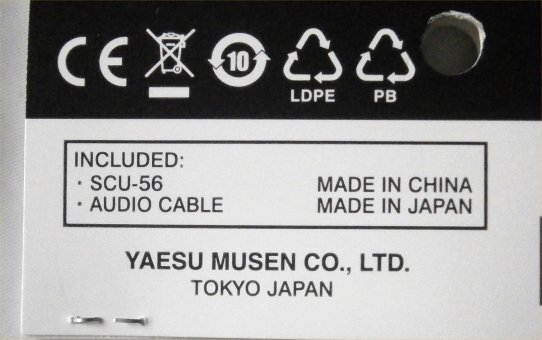 CE
10
LDPE PB
INCLUDED:
· SCU-56 MADE IN CHINA
· AUDIO CABLE MADE IN JAPAN
YAESU MUSEN CO., LTD.
TOKYO JAPAN